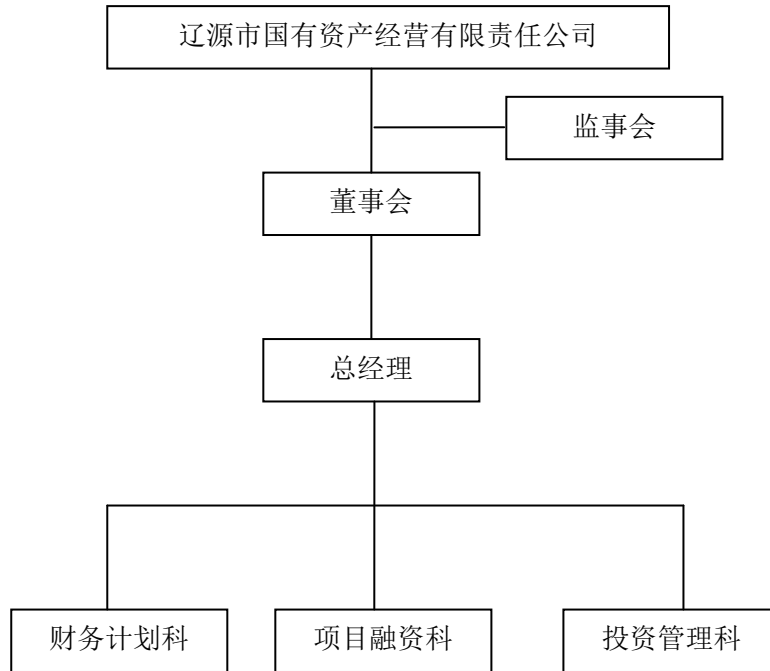 辽源市国有资产经营有限责任公司
监事会
董事会
总经理
财务计划科
项目融资科
投资管理科